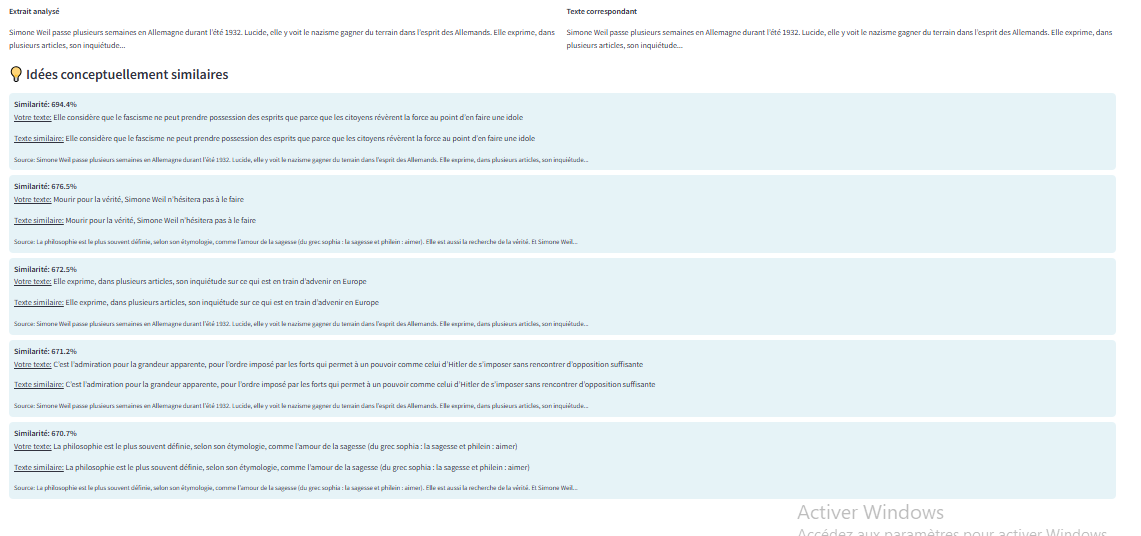 Extrait analysé
Texte correspondant
Simone Weil passe plusieurs semaines en Allemagne durant l'été 1932. Lucide, elle y voit le nazisme gagner du terrain dans l'esprit des Allemands. Elle exprime, dans
plusieurs articles, son inquiétude...
Simone Weil passe plusieurs semaines en Allemagne durant l'été 1932. Lucide, elle y voit le nazisme gagner du terrain dans l'esprit des Allemands. Elle exprime, dans
plusieurs articles, son inquiétude...
💡 Idées conceptuellement similaires
Similarité: 694.4%
Votre texte: Elle considère que le fascisme ne peut prendre possession des esprits que parce que les citoyens révèrent la force au point d'en faire une idole
Texte similaire: Elle considère que le fascisme ne peut prendre possession des esprits que parce que les citoyens révèrent la force au point d'en faire une idole
Source: Simone Weil passe plusieurs semaines en Allemagne durant l'été 1932. Lucide, elle y voit le nazisme gagner du terrain dans l'esprit des Allemands. Elle exprime, dans plusieurs articles, son inquiétude...
Similarité: 676.5%
Votre texte: Mourir pour la vérité, Simone Weil n'hésitera pas à le faire
Texte similaire: Mourir pour la vérité, Simone Weil n'hésitera pas à le faire
Source: La philosophie est le plus souvent définie, selon son étymologie, comme l'amour de la sagesse (du grec sophia : la sagesse et philein : aimer). Elle est aussi la recherche de la vérité. Et Simone Weil...
Similarité: 672.5%
Votre texte: Elle exprime, dans plusieurs articles, son inquiétude sur ce qui est en train d'advenir en Europe
Texte similaire: Elle exprime, dans plusieurs articles, son inquiétude sur ce qui est en train d'advenir en Europe
Source: Simone Weil passe plusieurs semaines en Allemagne durant l'été 1932. Lucide, elle y voit le nazisme gagner du terrain dans l'esprit des Allemands. Elle exprime, dans plusieurs articles, son inquiétude...
Similarité: 671.2%
Votre texte: C'est l'admiration pour la grandeur apparente, pour l'ordre imposé par les forts qui permet à un pouvoir comme celui d'Hitler de s'imposer sans rencontrer d'opposition suffisante
Texte similaire: C'est l'admiration pour la grandeur apparente, pour l'ordre imposé par les forts qui permet à un pouvoir comme celui d'Hitler de s'imposer sans rencontrer d'opposition suffisante
Source: Simone Weil passe plusieurs semaines en Allemagne durant l'été 1932. Lucide, elle y voit le nazisme gagner du terrain dans l'esprit des Allemands. Elle exprime, dans plusieurs articles, son inquiétude...
Similarité: 670.7%
Votre texte: La philosophie est le plus souvent définie, selon son étymologie, comme l'amour de la sagesse (du grec sophia : la sagesse et philein : aimer)
Texte similaire: La philosophie est le plus souvent définie, selon son étymologie, comme l'amour de la sagesse (du grec sophia : la sagesse et philein : aimer)
Source: La philosophie est le plus souvent définie, selon son étymologie, comme l'amour de la sagesse (du grec sophia : la sagesse et philein : aimer). Elle est aussi la recherche de la vérité. Et Simone Weil...
Activer Windows
Accédez aux paramètres pour activer Windows.